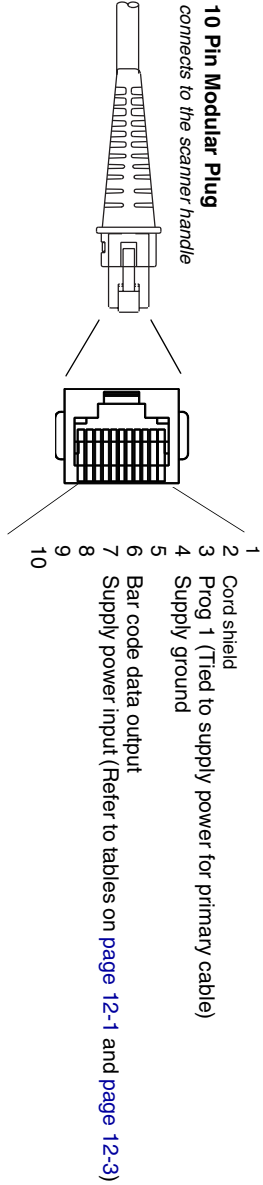 10 Pin Modular Plug
connects to the scanner handle
1
2 Cord shield
3 Prog 1 (Tied to supply power for primary cable)
4 Supply ground
5
6 Bar code data output
7 Supply power input (Refer to tables on page 12-1 and page 12-3)
8
9
10